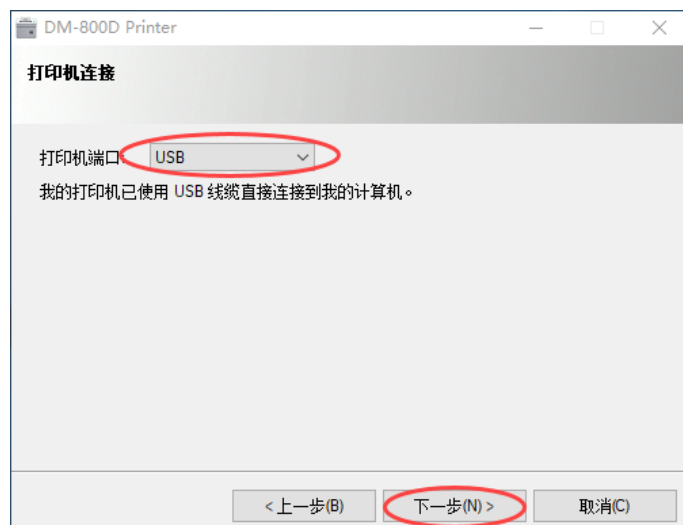 DM-800D Printer
打印机连接
打印机端口: USB
我的打印机已使用 USB 线缆直接连接到我的计算机。
<上一步(B) 下一步(N)> 取消(C)